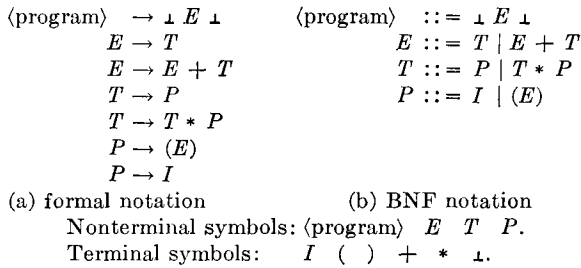 ⟨program⟩ → ⊥ E ⊥ ⟨program⟩ ::= ⊥ E ⊥
E → T E ::= T | E + T
E → E + T T ::= P | T * P
T → P P ::= I | (E)
T → T * P
P → (E)
P → I
(a) formal notation (b) BNF notation
Nonterminal symbols: ⟨program⟩ E T P.
Terminal symbols: I ( ) + * ⊥.